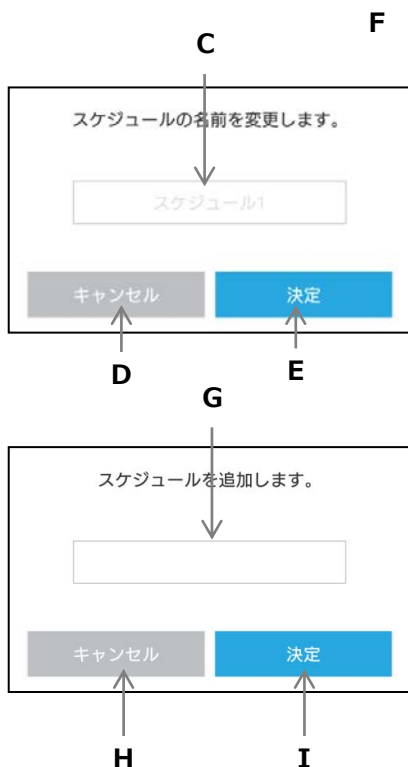 F
C
スケジュールの名前を変更します。
スケジュール1
キャンセル 決定
D E
G
スケジュールを追加します。
キャンセル 決定
H I